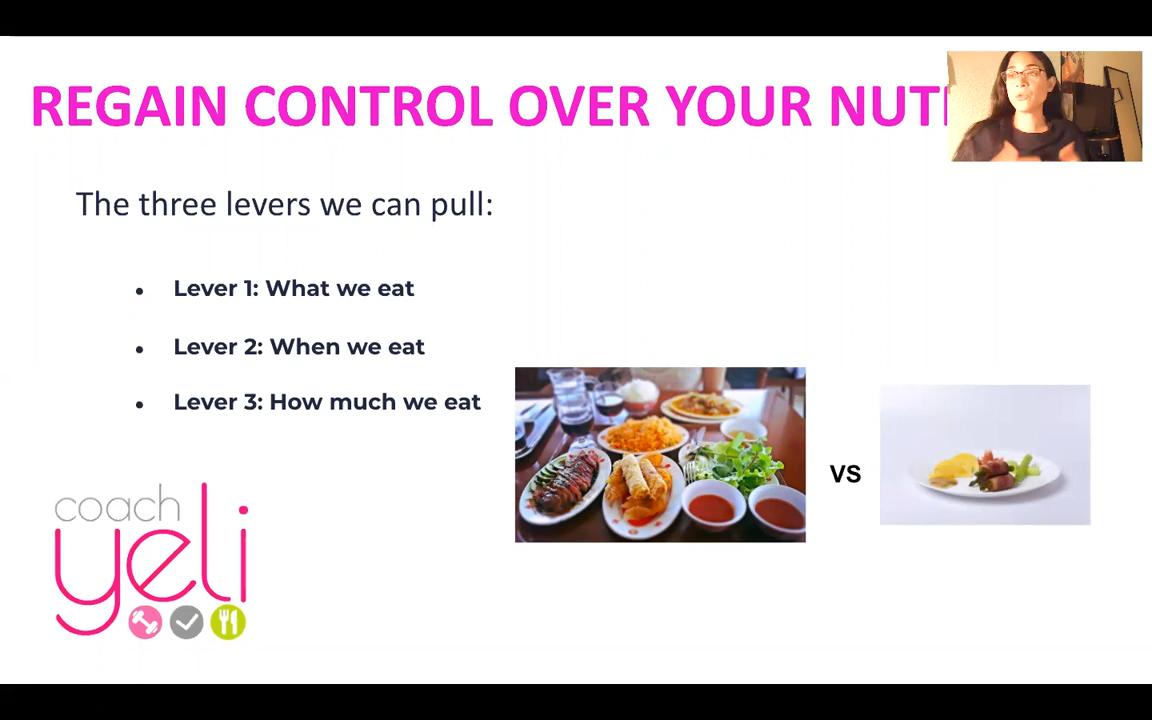 REGAIN CONTROL OVER YOUR
The three levers we can pull:
• Lever 1: What we eat
• Lever 2: When we eat
• Lever 3: How much we eat
VS
coach
yeli